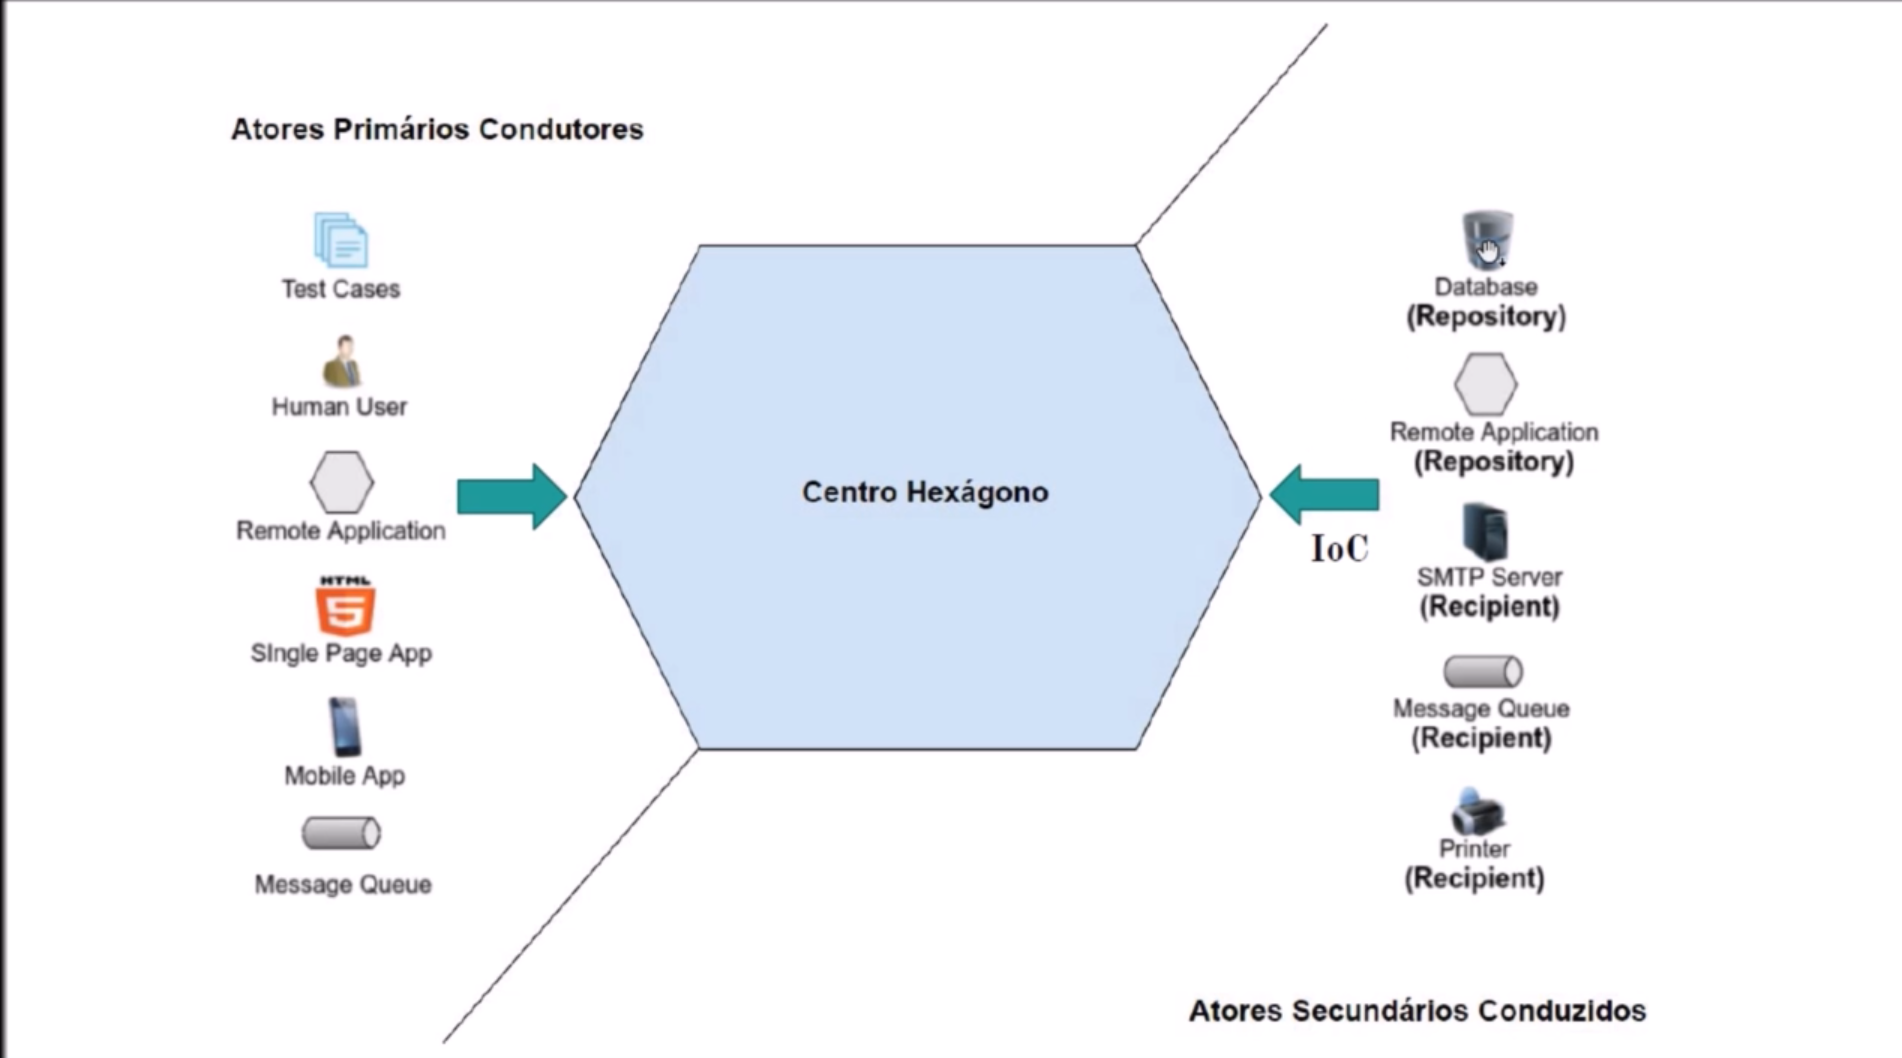 Atores Primários Condutores
Test Cases
Human User
Remote Application
HTML
5
SIngle Page App
Mobile App
Message Queue
Centro Hexágono
IoC
Database
(Repository)
Remote Application
(Repository)
SMTP Server
(Recipient)
Message Queue
(Recipient)
Printer
(Recipient)
Atores Secundários Conduzidos